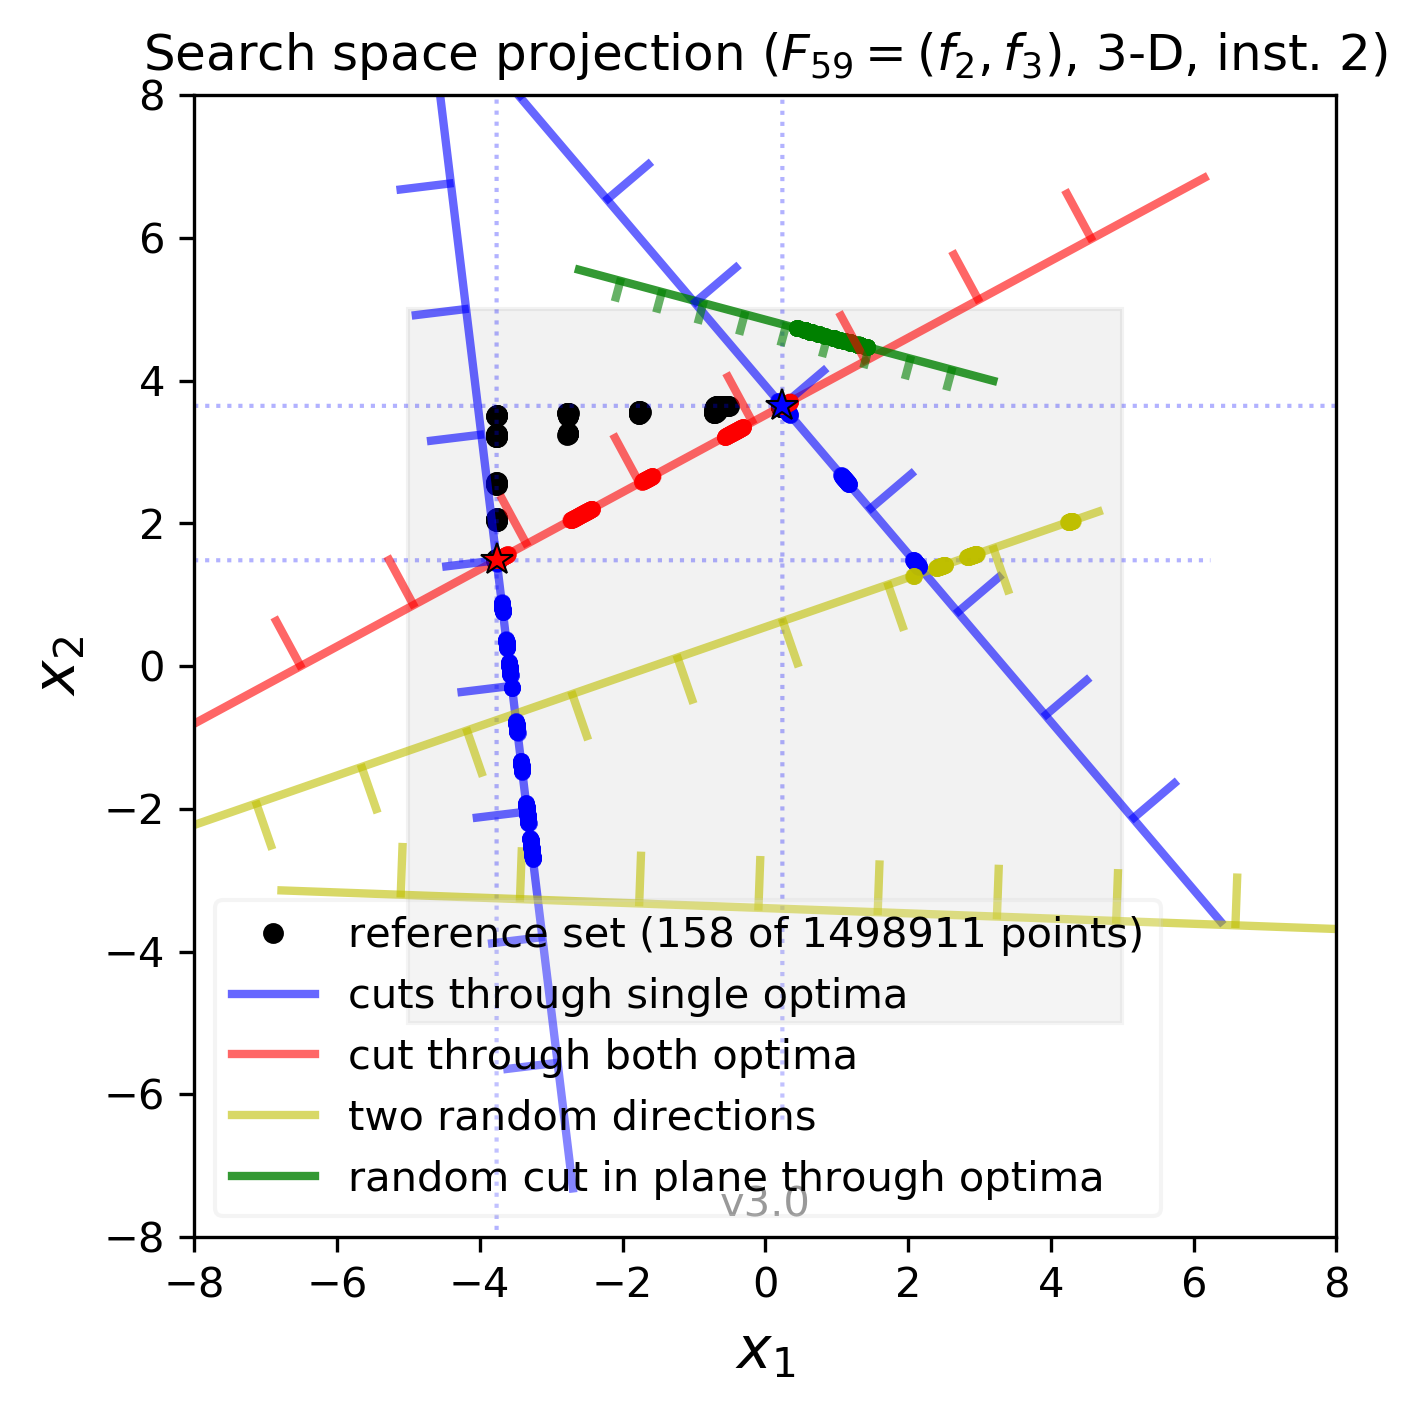 Search space projection (F₅₉ = (f₂, f₃), 3-D, inst. 2)
8
6
4
2
0
−2
−4
−6
−8
x₂
reference set (158 of 1498911 points)
cuts through single optima
cut through both optima
two random directions
random cut in plane through optima
v3.0
−8 −6 −4 −2 0 2 4 6 8
x₁